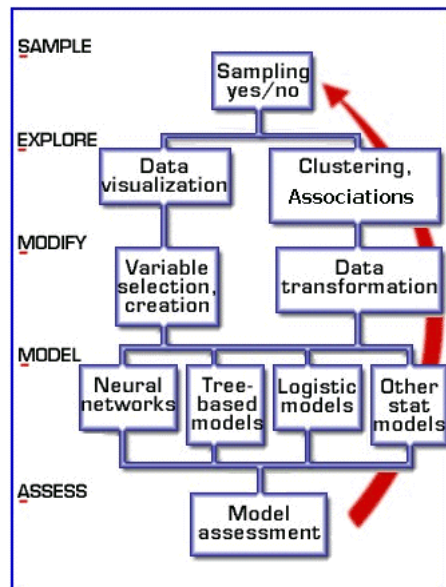 SAMPLE
Sampling
yes/no
EXPLORE
Data
visualization
Clustering,
Associations
MODIFY
Variable
selection,
creation
Data
transformation
MODEL
Neural
networks
Tree-
based
models
Logistic
models
Other
stat
models
ASSESS
Model
assessment